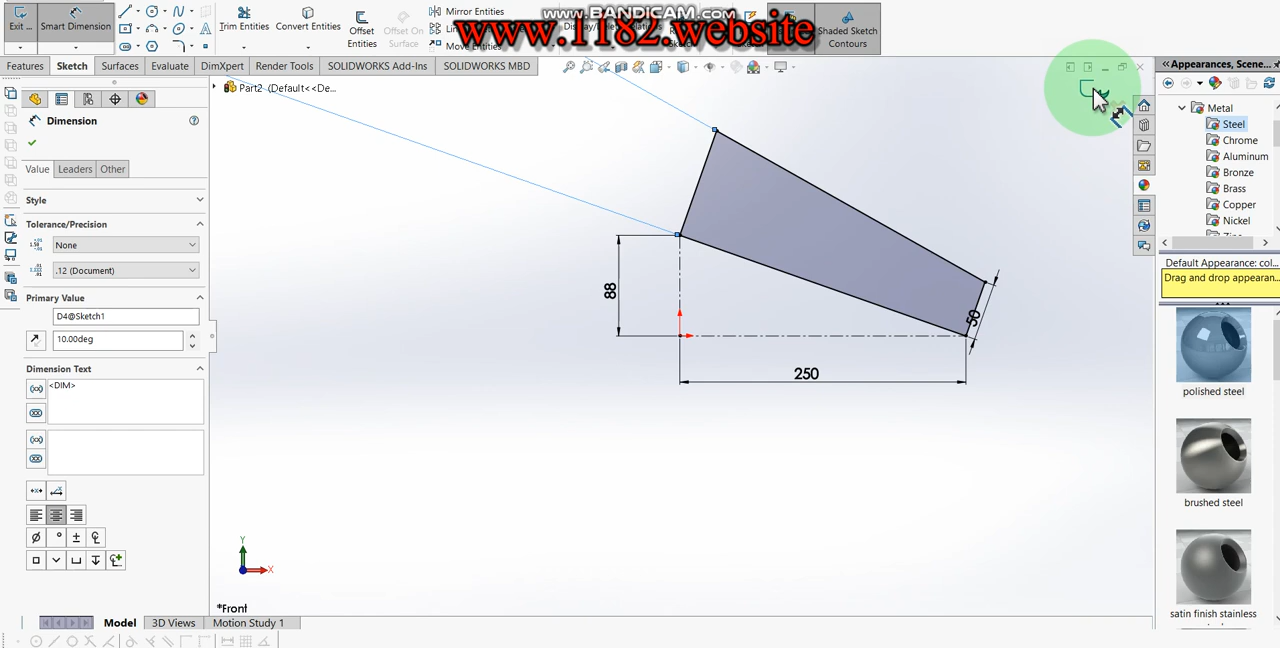 www.BANDICAM.com
www.1182.website
Exit ...
Smart Dimension
Trim Entities
Convert Entities
Offset
Entities
Offset On
Surface
Mirror Entities
Move Entities
Shaded Sketch
Contours
Features
Sketch
Surfaces
Evaluate
DimXpert
Render Tools
SOLIDWORKS Add-Ins
SOLIDWORKS MBD
Part2 (Default<<De...
Dimension
Value
Leaders
Other
Style
Tolerance/Precision
None
.12 (Document)
Primary Value
D4@Sketch1
10.00deg
Dimension Text
<DIM>
88
250
50
Y
X
*Front
Model
3D Views
Motion Study 1
Appearances, Scene...
Metal
Steel
Chrome
Aluminum
Bronze
Brass
Copper
Nickel
Default Appearance: col...
Drag and drop appearan...
polished steel
brushed steel
satin finish stainless